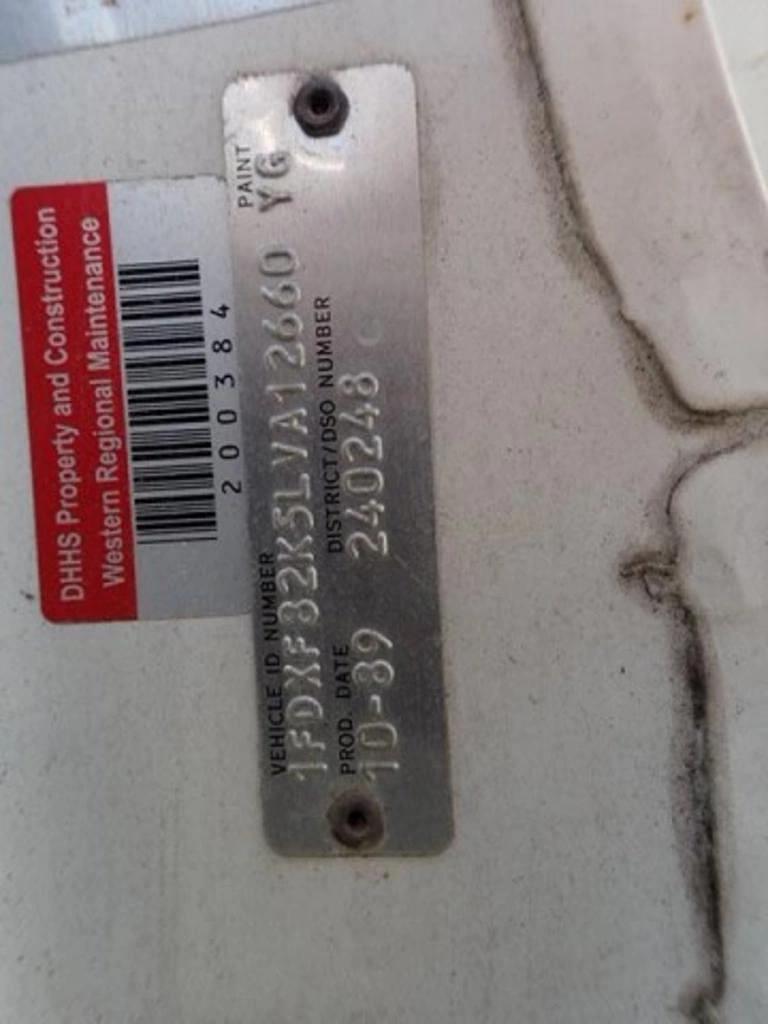 DHHS Property and Construction
Western Regional Maintenance
200384
VEHICLE ID NUMBER PAINT
1FDXF82K5LVA12660 YG
PROD. DATE DISTRICT/DSO NUMBER
10-89 240248